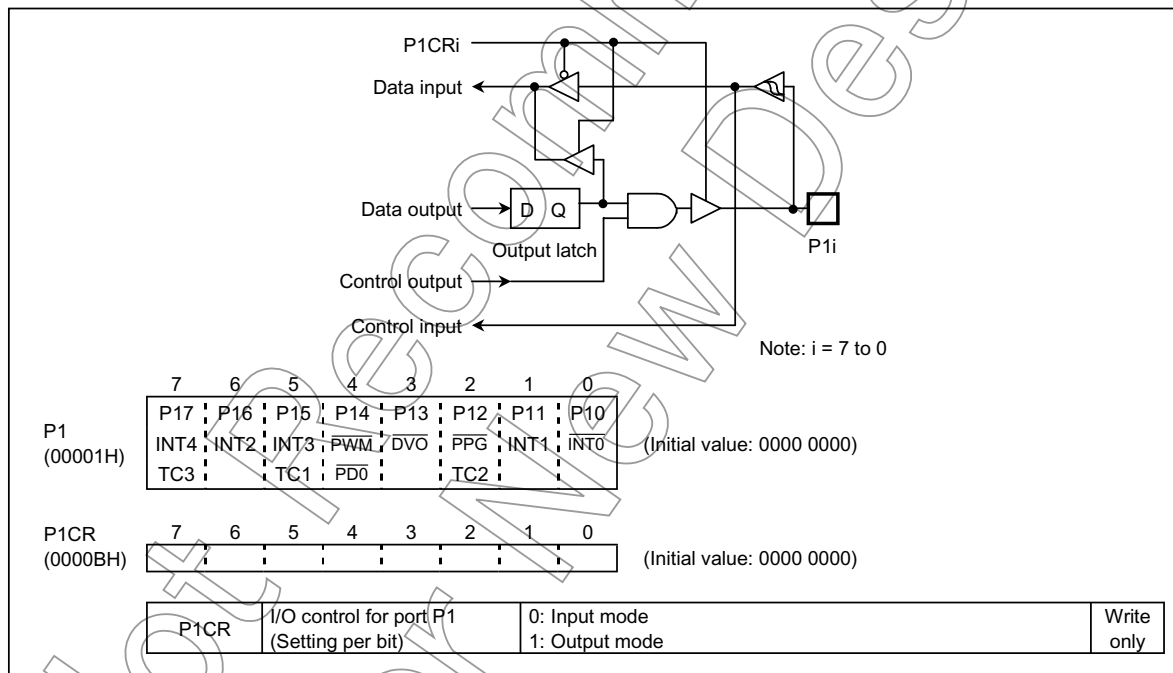 P1CRi
Data input
Data output
D Q
Output latch
P1i
Control output
Control input
Note: i = 7 to 0
7 6 5 4 3 2 1 0
P1
(00001H)
P17 P16 P15 P14 P13 P12 P11 P10
INT4 INT2 INT3 PWM DVO PPG INT1 INT0
TC3 TC1 PD0 TC2
(Initial value: 0000 0000)
P1CR
(0000BH)
7 6 5 4 3 2 1 0
(Initial value: 0000 0000)
P1CR
I/O control for port P1
(Setting per bit)
0: Input mode
1: Output mode
Write
only